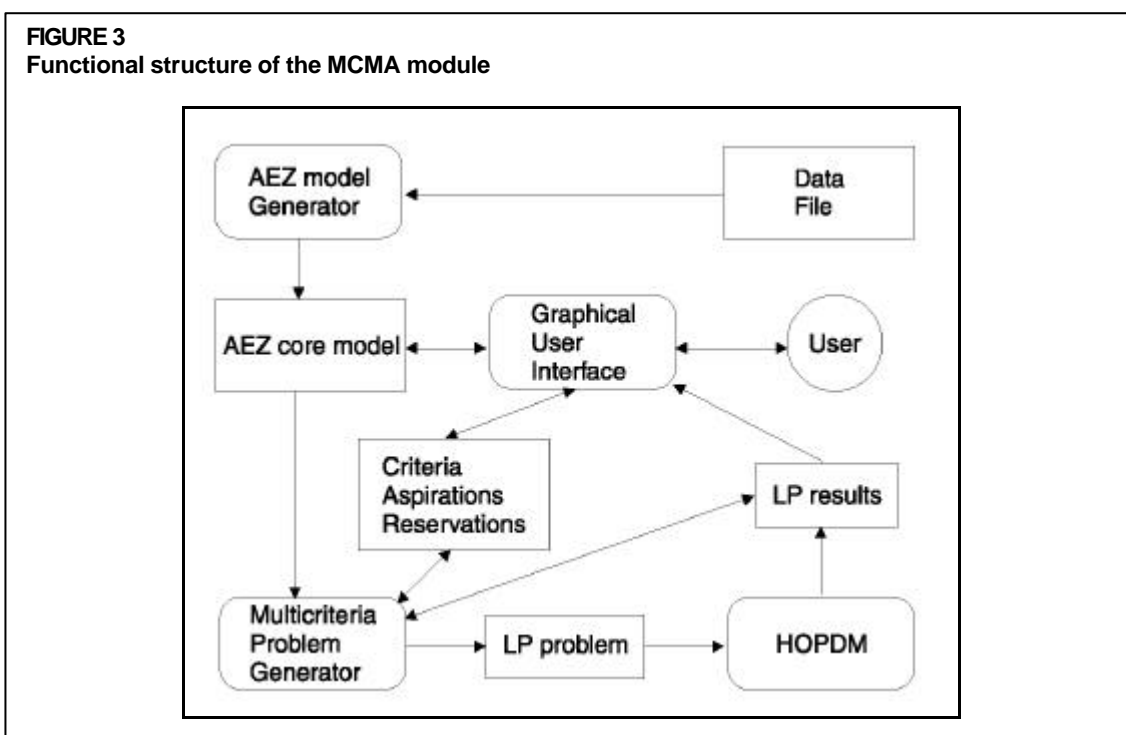 FIGURE 3
Functional structure of the MCMA module
AEZ model
Generator
Data
File
AEZ core model
Graphical
User
Interface
User
Criteria
Aspirations
Reservations
LP results
Multicriteria
Problem
Generator
LP problem
HOPDM